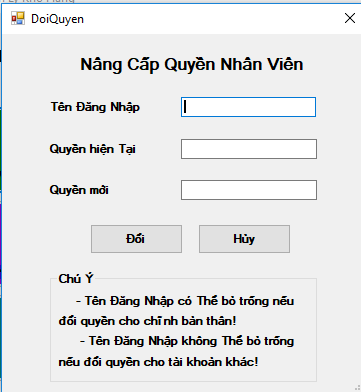 DoiQuyen
Nâng Cấp Quyền Nhân Viên
Tên Đăng Nhập
Quyền hiện Tại
Quyền mới
Đổi
Hủy
Chú Ý
- Tên Đăng Nhập có Thể bỏ trống nếu
đổi quyền cho chính bản thân!
- Tên Đăng Nhập không Thể bỏ trống
nếu đổi quyền cho tài khoản khác!